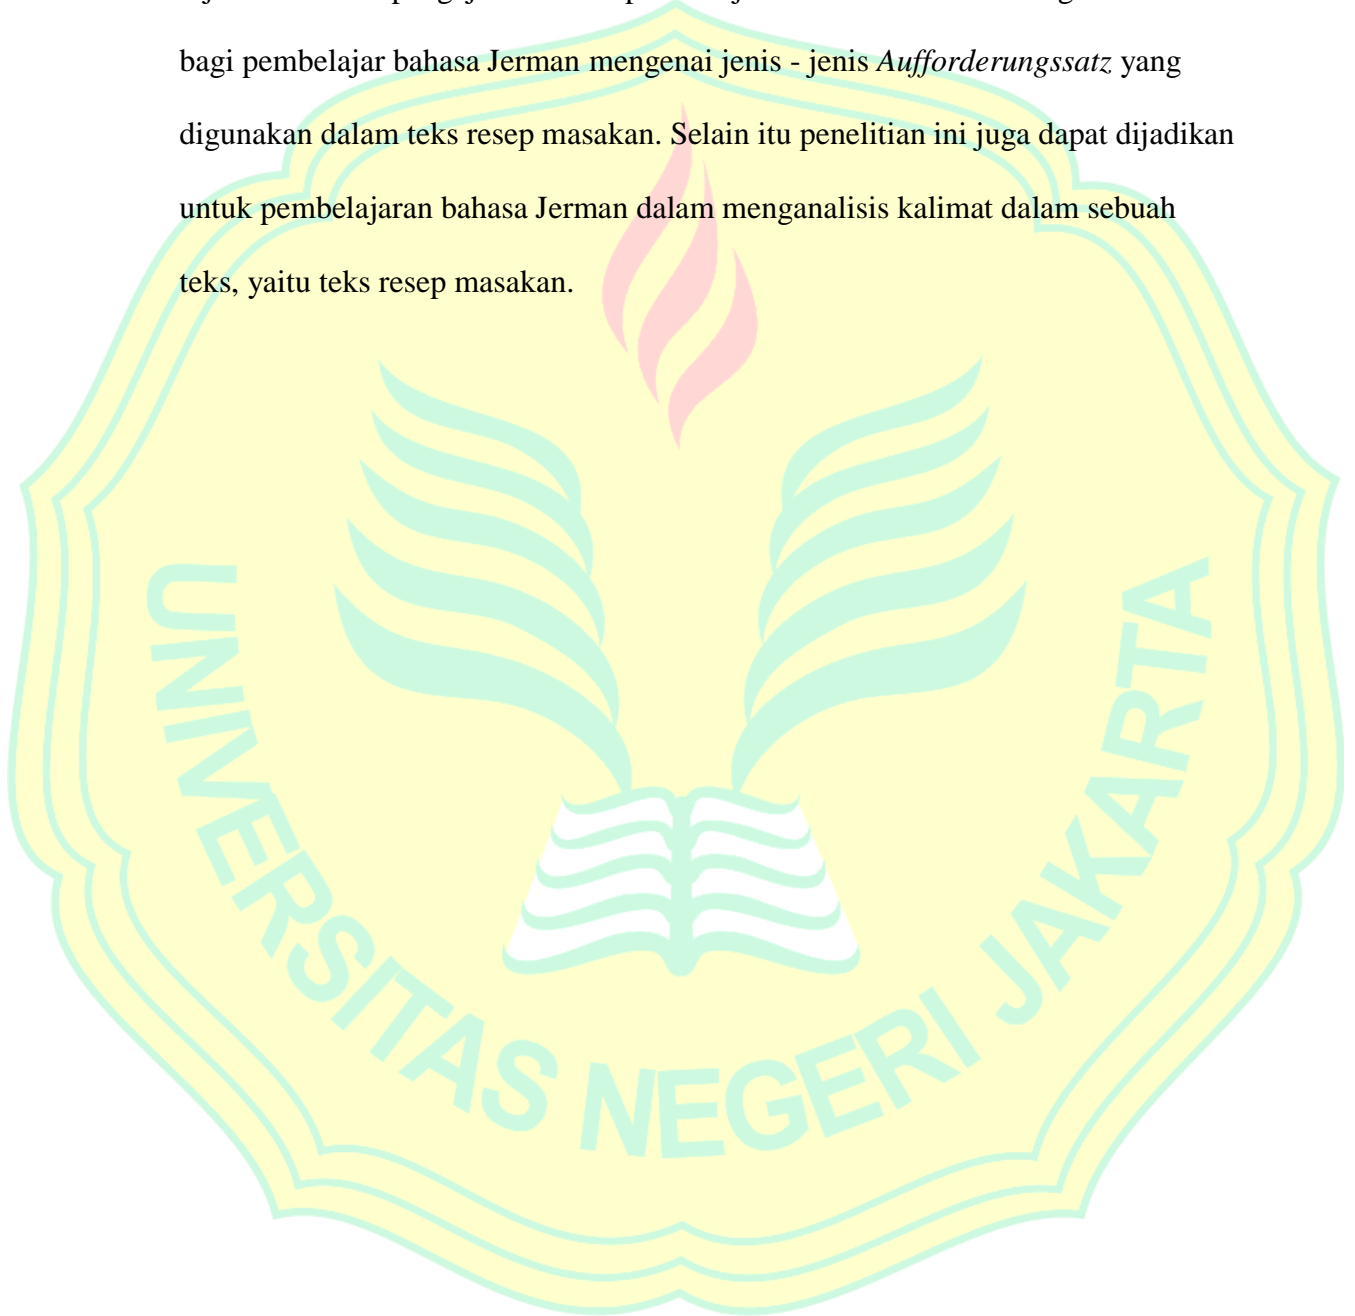 bagi pembelajar bahasa Jerman mengenai jenis - jenis Aufforderungssatz yang
digunakan dalam teks resep masakan. Selain itu penelitian ini juga dapat dijadikan
untuk pembelajaran bahasa Jerman dalam menganalisis kalimat dalam sebuah
teks, yaitu teks resep masakan.
UNIVERSITAS NEGERI JAKARTA